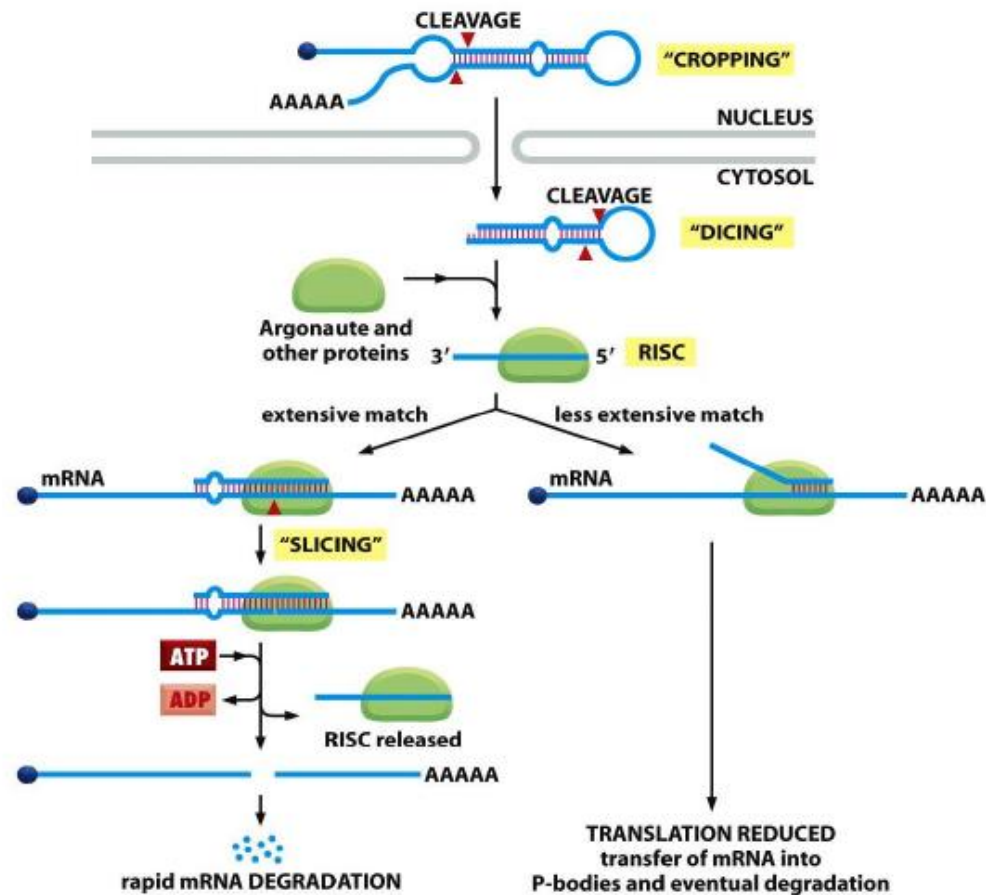 CLEAVAGE
"CROPPING"
AAAAA
NUCLEUS
CYTOSOL
CLEAVAGE
"DICING"
Argonaute and
other proteins
3′
5′
RISC
extensive match
less extensive match
mRNA
AAAAA
mRNA
AAAAA
"SLICING"
AAAAA
ATP
ADP
RISC released
AAAAA
rapid mRNA DEGRADATION
TRANSLATION REDUCED
transfer of mRNA into
P-bodies and eventual degradation